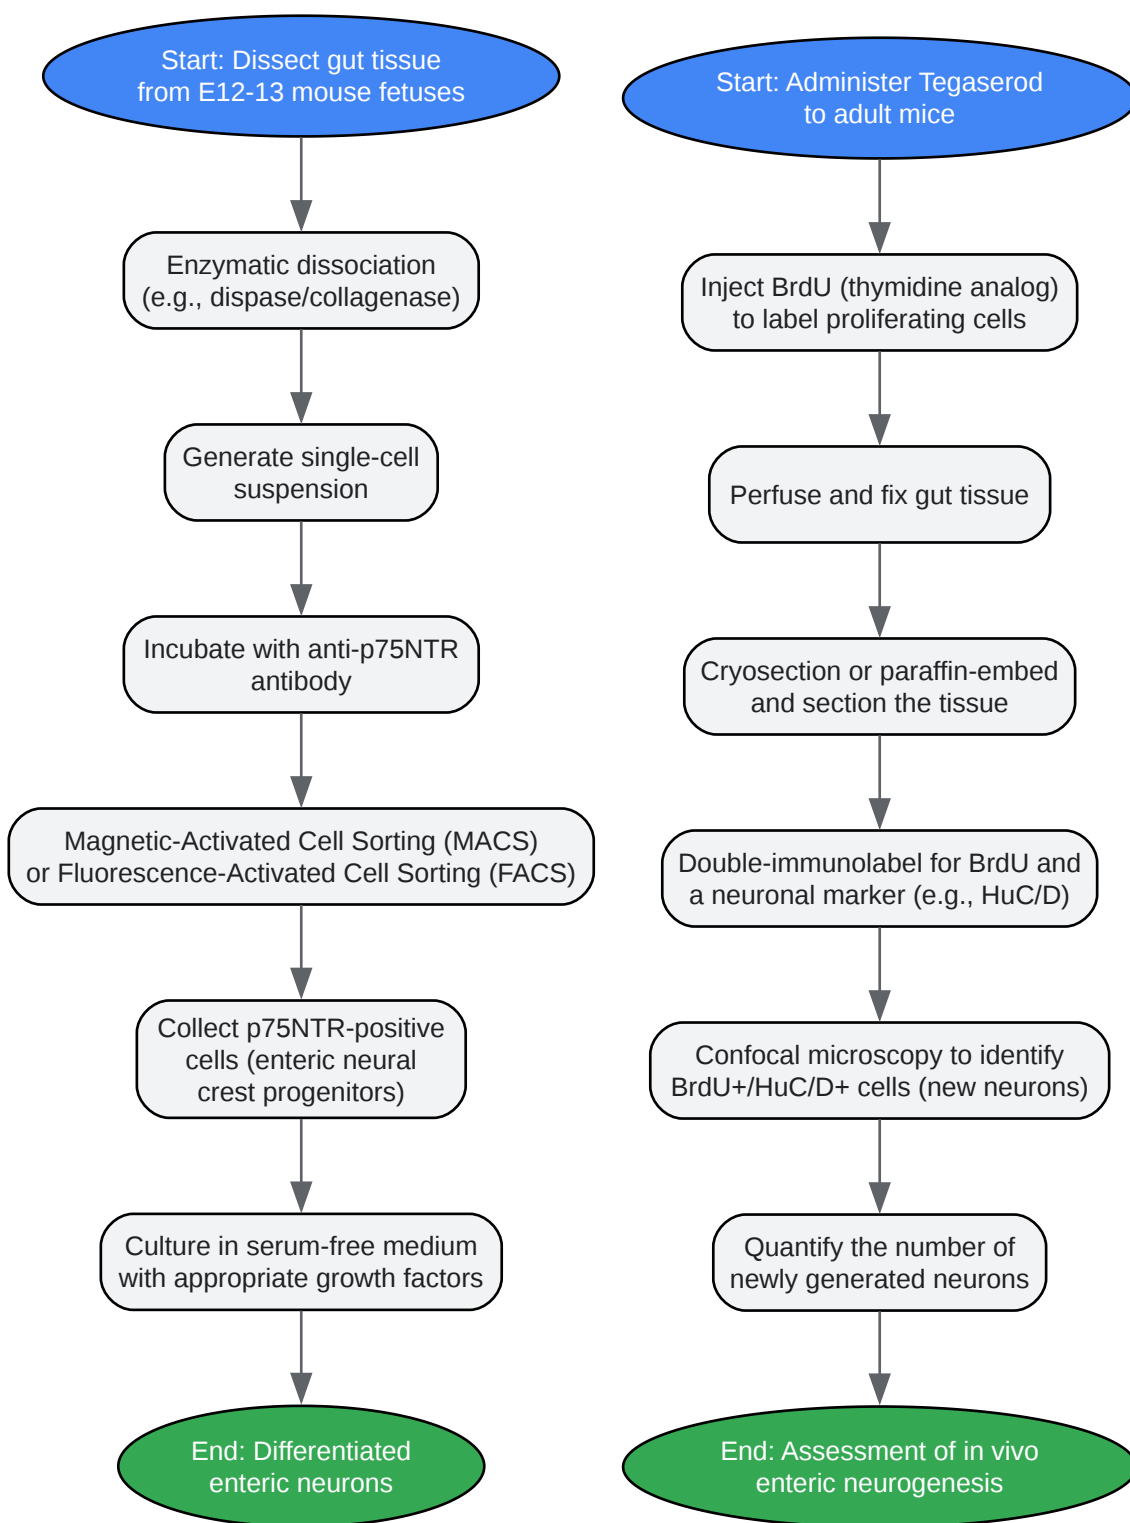 Start: Dissect gut tissue
from E12-13 mouse fetuses
Enzymatic dissociation
(e.g., dispase/collagenase)
Generate single-cell
suspension
Incubate with anti-p75NTR
antibody
Magnetic-Activated Cell Sorting (MACS)
or Fluorescence-Activated Cell Sorting (FACS)
Collect p75NTR-positive
cells (enteric neural
crest progenitors)
Culture in serum-free medium
with appropriate growth factors
End: Differentiated
enteric neurons
Start: Administer Tegaserod
to adult mice
Inject BrdU (thymidine analog)
to label proliferating cells
Perfuse and fix gut tissue
Cryosection or paraffin-embed
and section the tissue
Double-immunolabel for BrdU and
a neuronal marker (e.g., HuC/D)
Confocal microscopy to identify
BrdU+/HuC/D+ cells (new neurons)
Quantify the number of
newly generated neurons
End: Assessment of in vivo
enteric neurogenesis